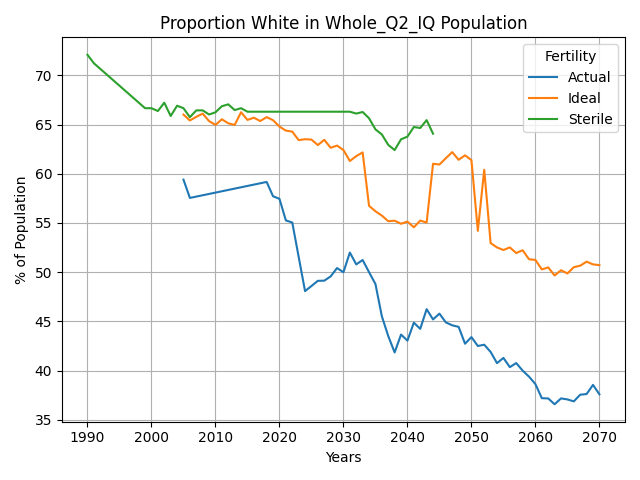 Proportion White in Whole_Q2_IQ Population
% of Population
70
65
60
55
50
45
40
35
Fertility
Actual
Ideal
Sterile
1990 2000 2010 2020 2030 2040 2050 2060 2070
Years